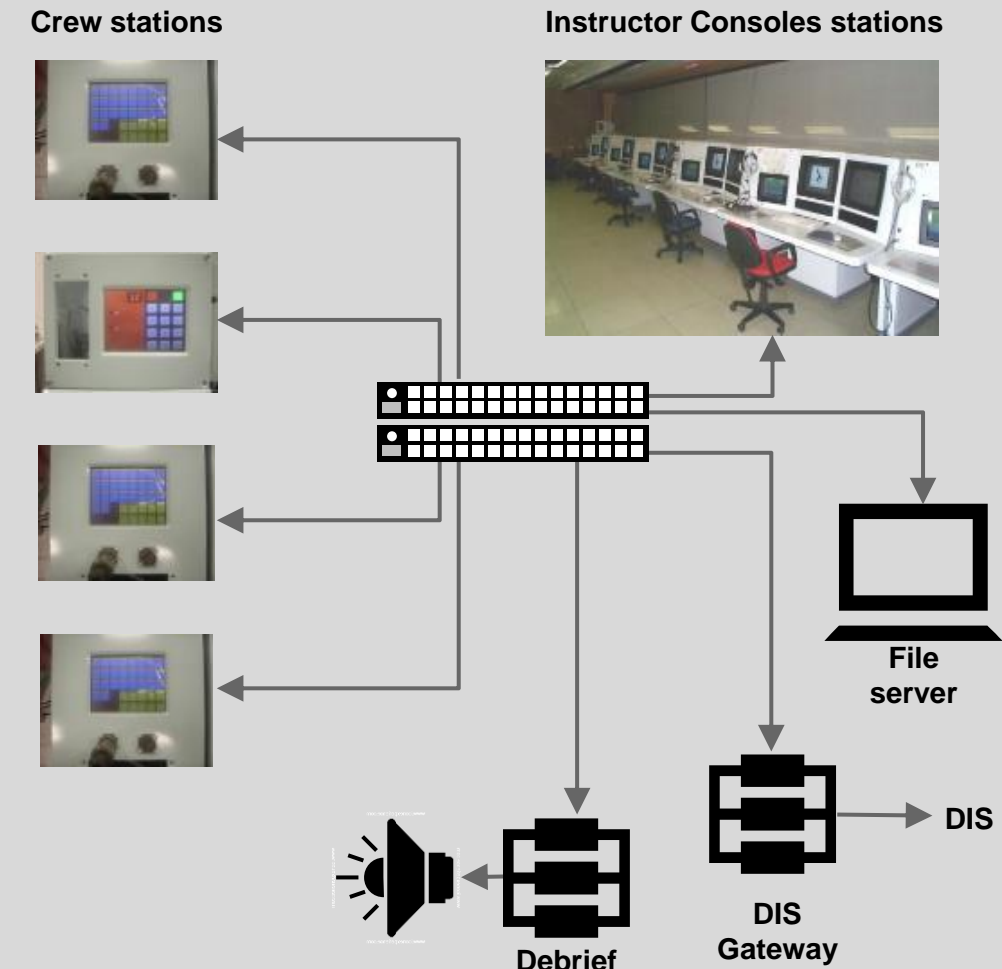 Crew stations
Instructor Consoles stations
File
server
DIS
DIS
Gateway
Debrief